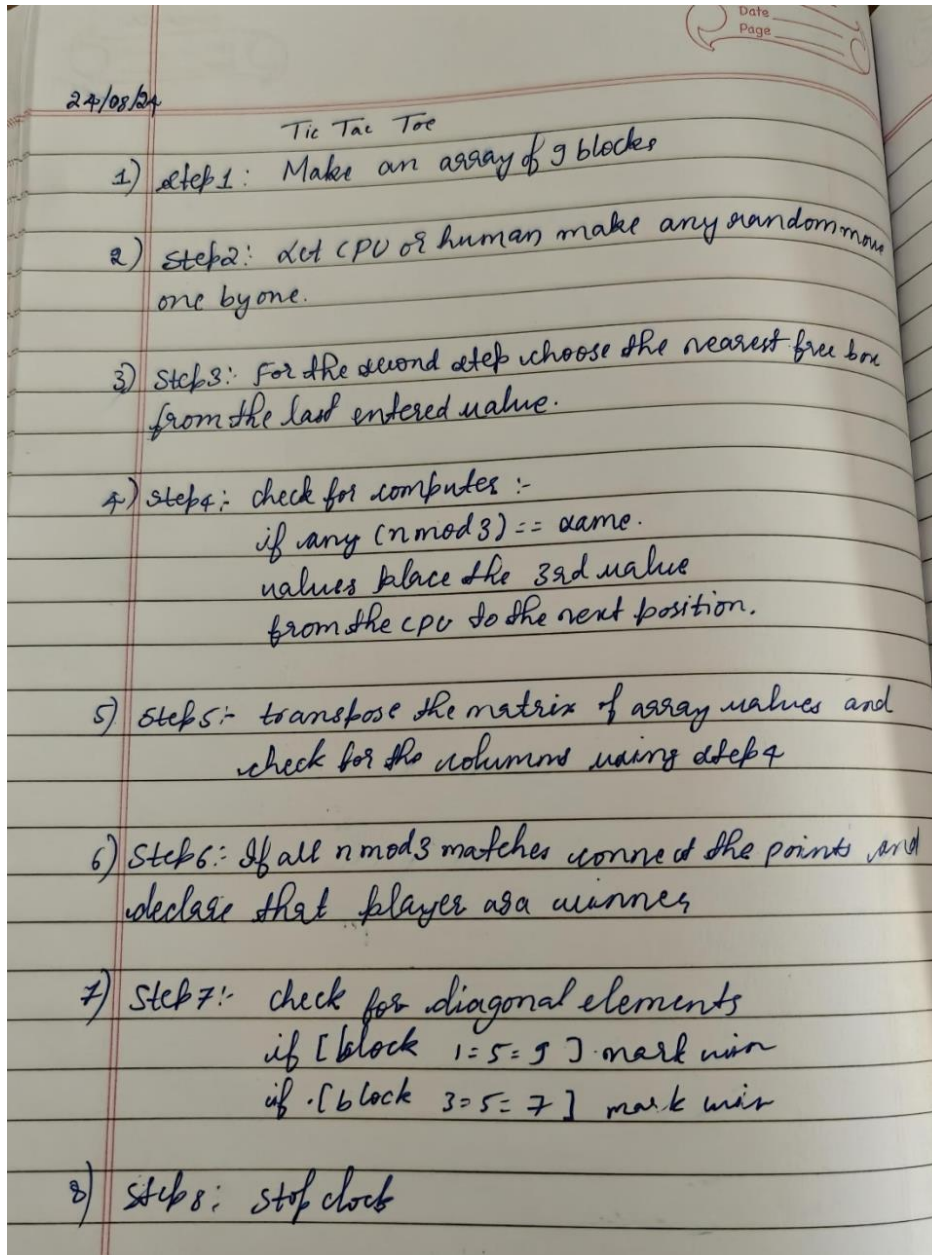 Date
Page
24/08/24
Tic Tac Toe
1) Step1: Make an array of 9 blocks
2) Step2: Let CPU or human make any random move
one by one.
3) Step3: For the second step choose the nearest free box
from the last entered value.
4) Step4: check for computer :-
if any (n mod 3) == same.
values place the 3rd value
from the CPU to the next position.
5) Step5:- transpose the matrix of array values and
check for the columns using step 4
6) Step6:- If all n mod 3 matches connect the points and
declare that player as a winner
7) Step7:- check for diagonal elements
if [block 1=5=9] mark win
if [block 3=5=7] mark win
8) Step8: Stop clock